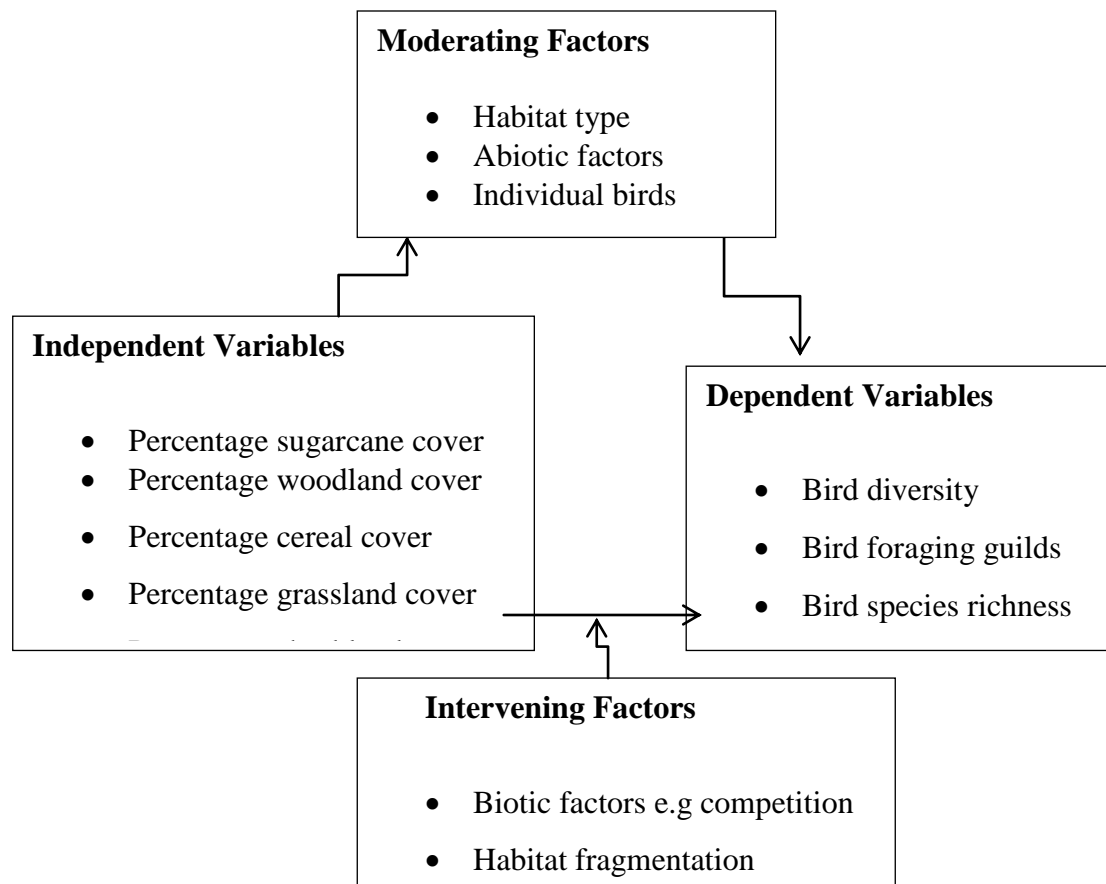 Moderating Factors
• Habitat type
• Abiotic factors
• Individual birds
Independent Variables
• Percentage sugarcane cover
• Percentage woodland cover
• Percentage cereal cover
• Percentage grassland cover
Dependent Variables
• Bird diversity
• Bird foraging guilds
• Bird species richness
Intervening Factors
• Biotic factors e.g competition
• Habitat fragmentation